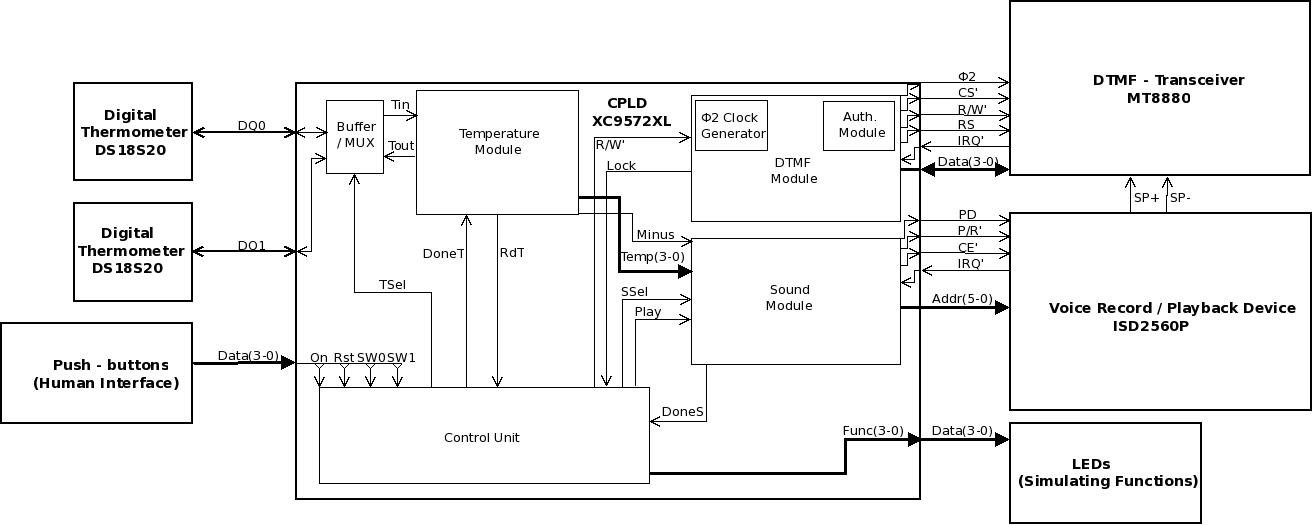 Digital
Thermometer
DS18S20
DQ0
Digital
Thermometer
DS18S20
DQ1
Push - buttons
(Human Interface)
Data(3-0)
CPLD
XC9572XL
Buffer
/ MUX
Tin
Tout
Temperature
Module
R/W'
Lock
Φ2 Clock
Generator
Auth.
Module
DTMF
Module
Minus
Temp(3-0)
DoneT
RdT
TSel
SSel
Play
Sound
Module
On Rst SW0 SW1
DoneS
Control Unit
Func(3-0)
Φ2
CS'
R/W'
RS
IRQ'
Data(3-0)
DTMF - Transceiver
MT8880
SP+ SP-
PD
P/R'
CE'
IRQ'
Addr(5-0)
Voice Record / Playback Device
ISD2560P
Data(3-0)
LEDs
(Simulating Functions)